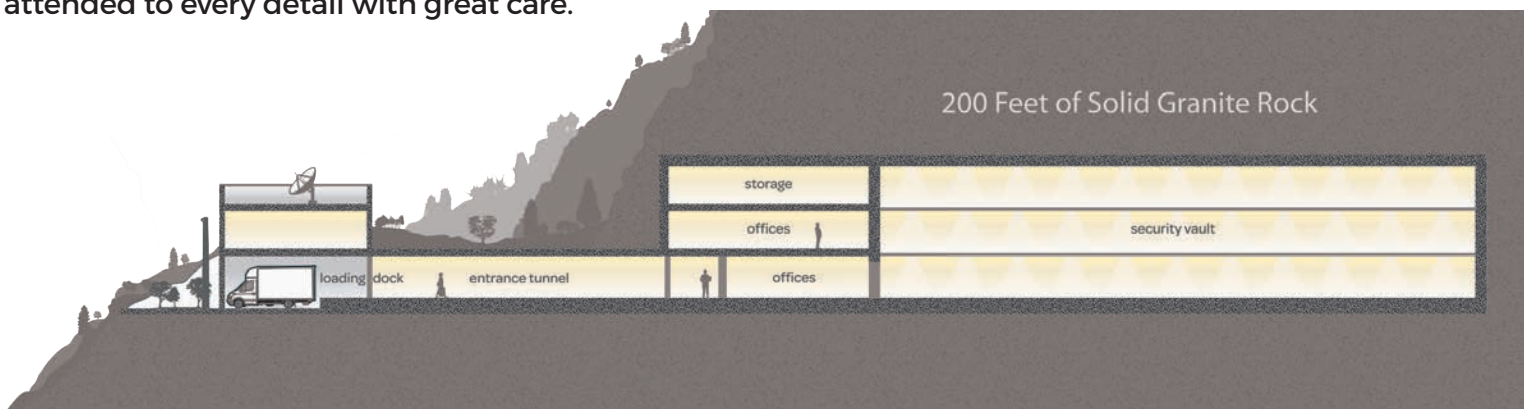 attended to every detail with great care.
200 Feet of Solid Granite Rock
storage
offices
security vault
loading dock
entrance tunnel
offices